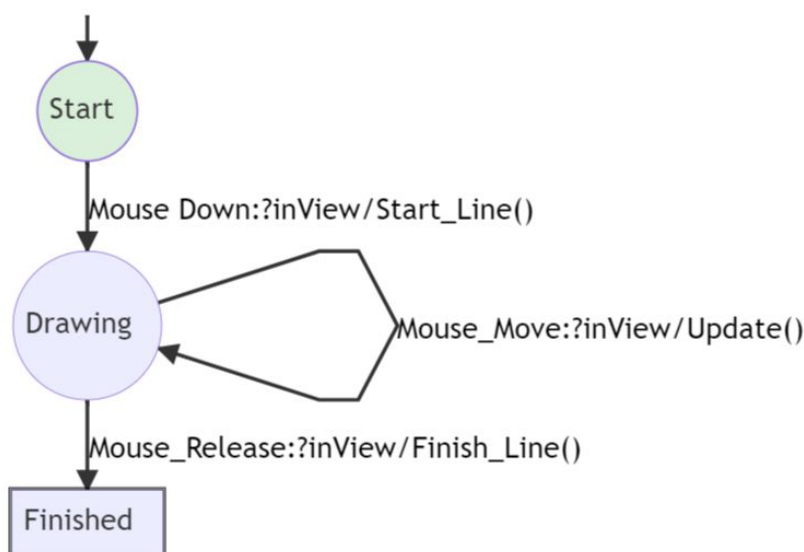 Start
Mouse Down:?inView/Start_Line()
Drawing
Mouse_Move:?inView/Update()
Mouse_Release:?inView/Finish_Line()
Finished